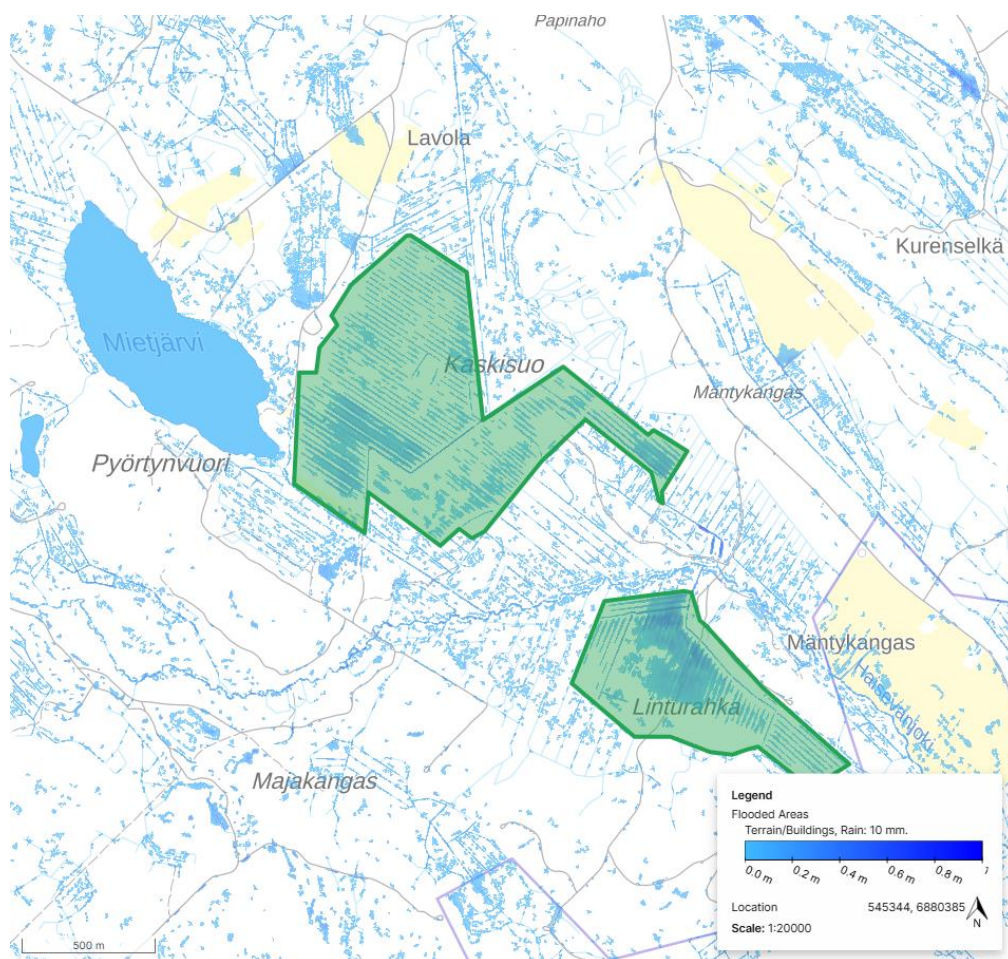 Papinaho
Lavola
Kurenselkä
Mietjärvi
Kaskisuo
Mäntykangas
Pyörtynvuori
Mäntykangas
Heisevanjoki
Linturahka
Majakangas
Legend
Flooded Areas
Terrain/Buildings, Rain: 10 mm.
0.0 m 0.2 m 0.4 m 0.6 m 0.8 m 1
Location 545344, 6880385
Scale: 1:20000
N
500 m